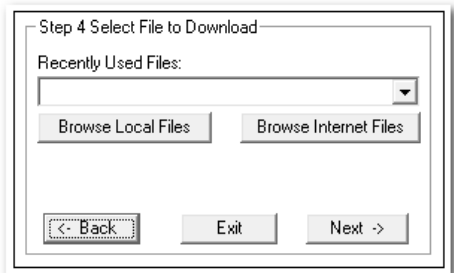 Step 4 Select File to Download
Recently Used Files:
Browse Local Files Browse Internet Files
<- Back Exit Next ->